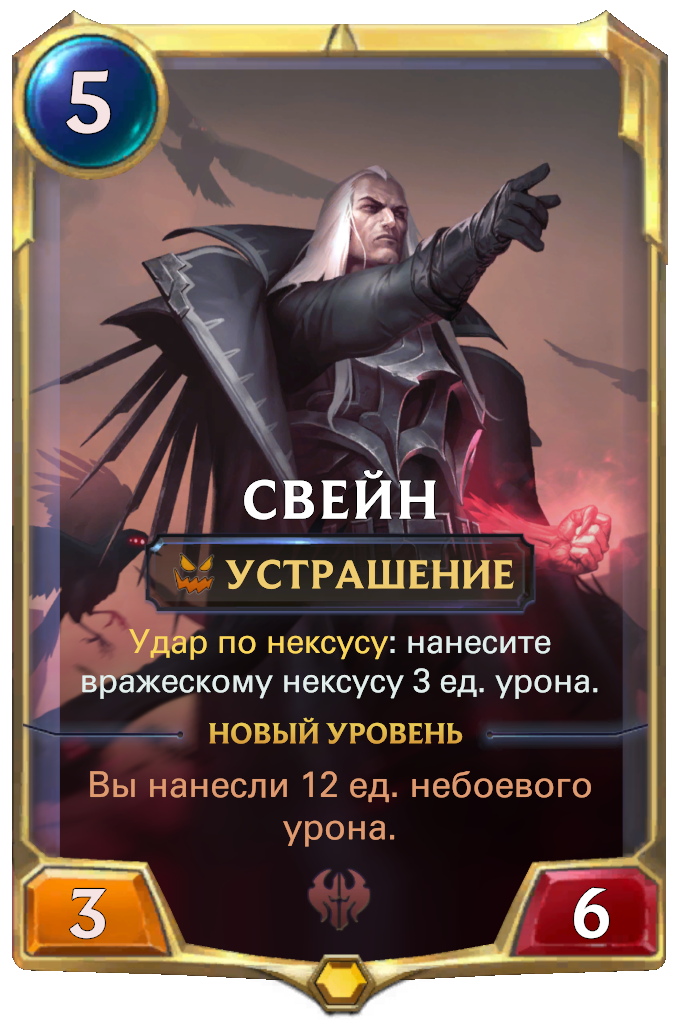 5
СВЕЙН
УСТРАШЕНИЕ
Удар по нексусу: нанесите
вражескому нексусу 3 ед. урона.
НОВЫЙ УРОВЕНЬ
Вы нанесли 12 ед. небоевого
урона.
3
6